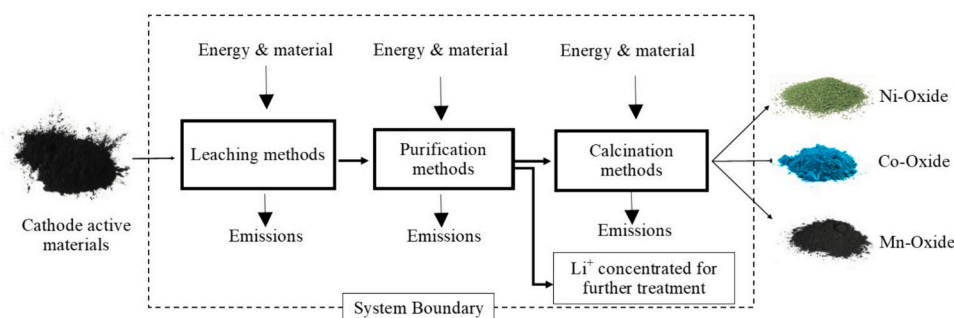 Energy & material
Energy & material
Energy & material
Leaching methods
Purification
methods
Calcination
methods
Ni-Oxide
Co-Oxide
Mn-Oxide
Cathode active
materials
Emissions
Emissions
Emissions
Li⁺ concentrated for
further treatment
System Boundary